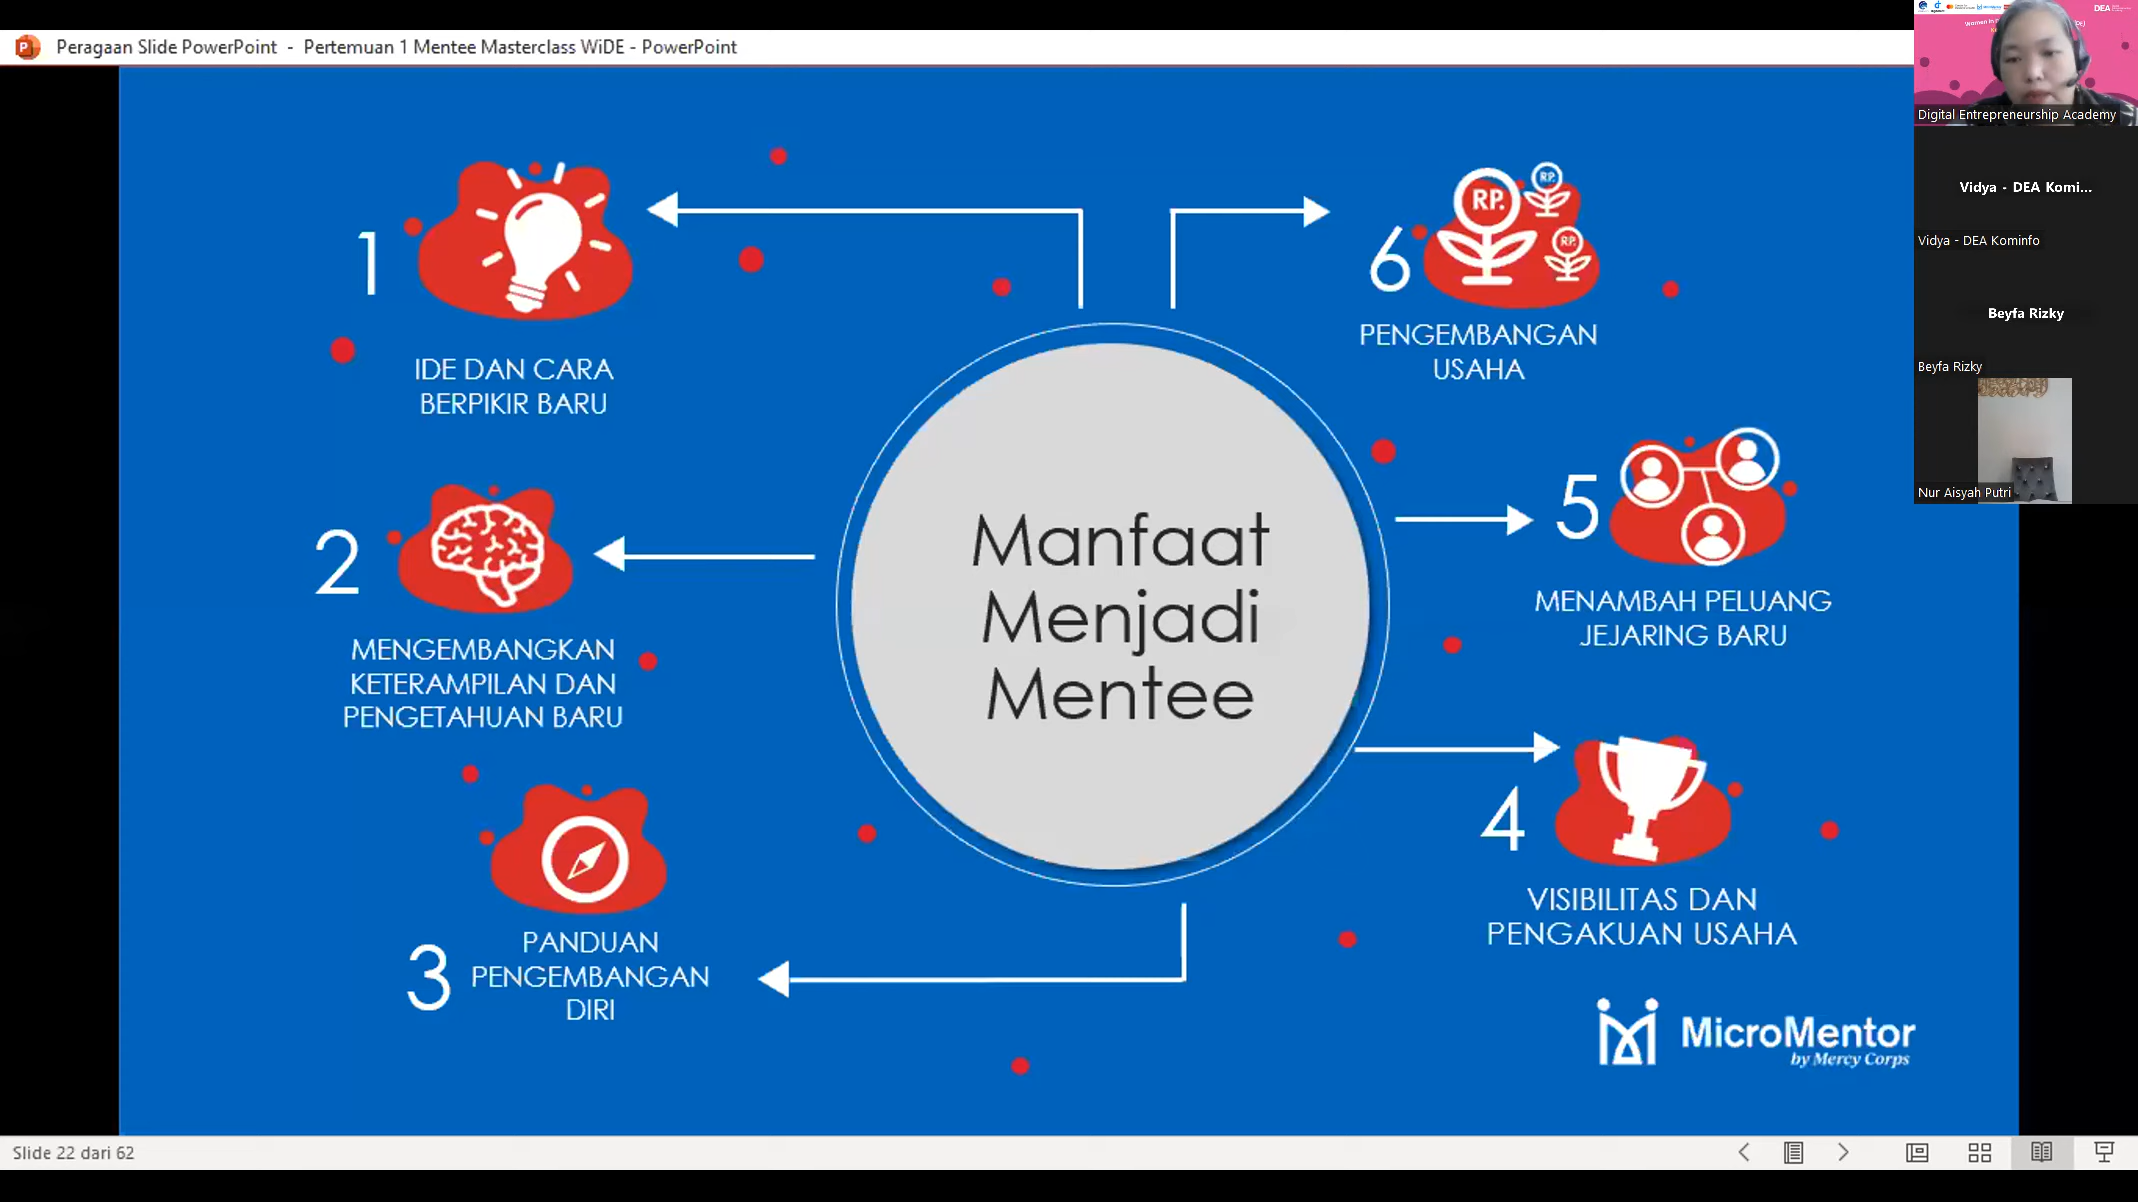 Peragaan Slide PowerPoint - Pertemuan 1 Mentee Masterclass WiDE - PowerPoint
DEA
Digital Entrepreneurship Academy
Vidya - DEA Komi...
Vidya - DEA Kominfo
Beyfa Rizky
Beyfa Rizky
Nur Aisyah Putri
Manfaat
Menjadi
Mentee
1
IDE DAN CARA
BERPIKIR BARU
2
MENGEMBANGKAN
KETERAMPILAN DAN
PENGETAHUAN BARU
3
PANDUAN
PENGEMBANGAN
DIRI
4
VISIBILITAS DAN
PENGAKUAN USAHA
5
MENAMBAH PELUANG
JEJARING BARU
6
RP.
RP.
RP.
PENGEMBANGAN
USAHA
MicroMentor
by Mercy Corps
Slide 22 dari 62